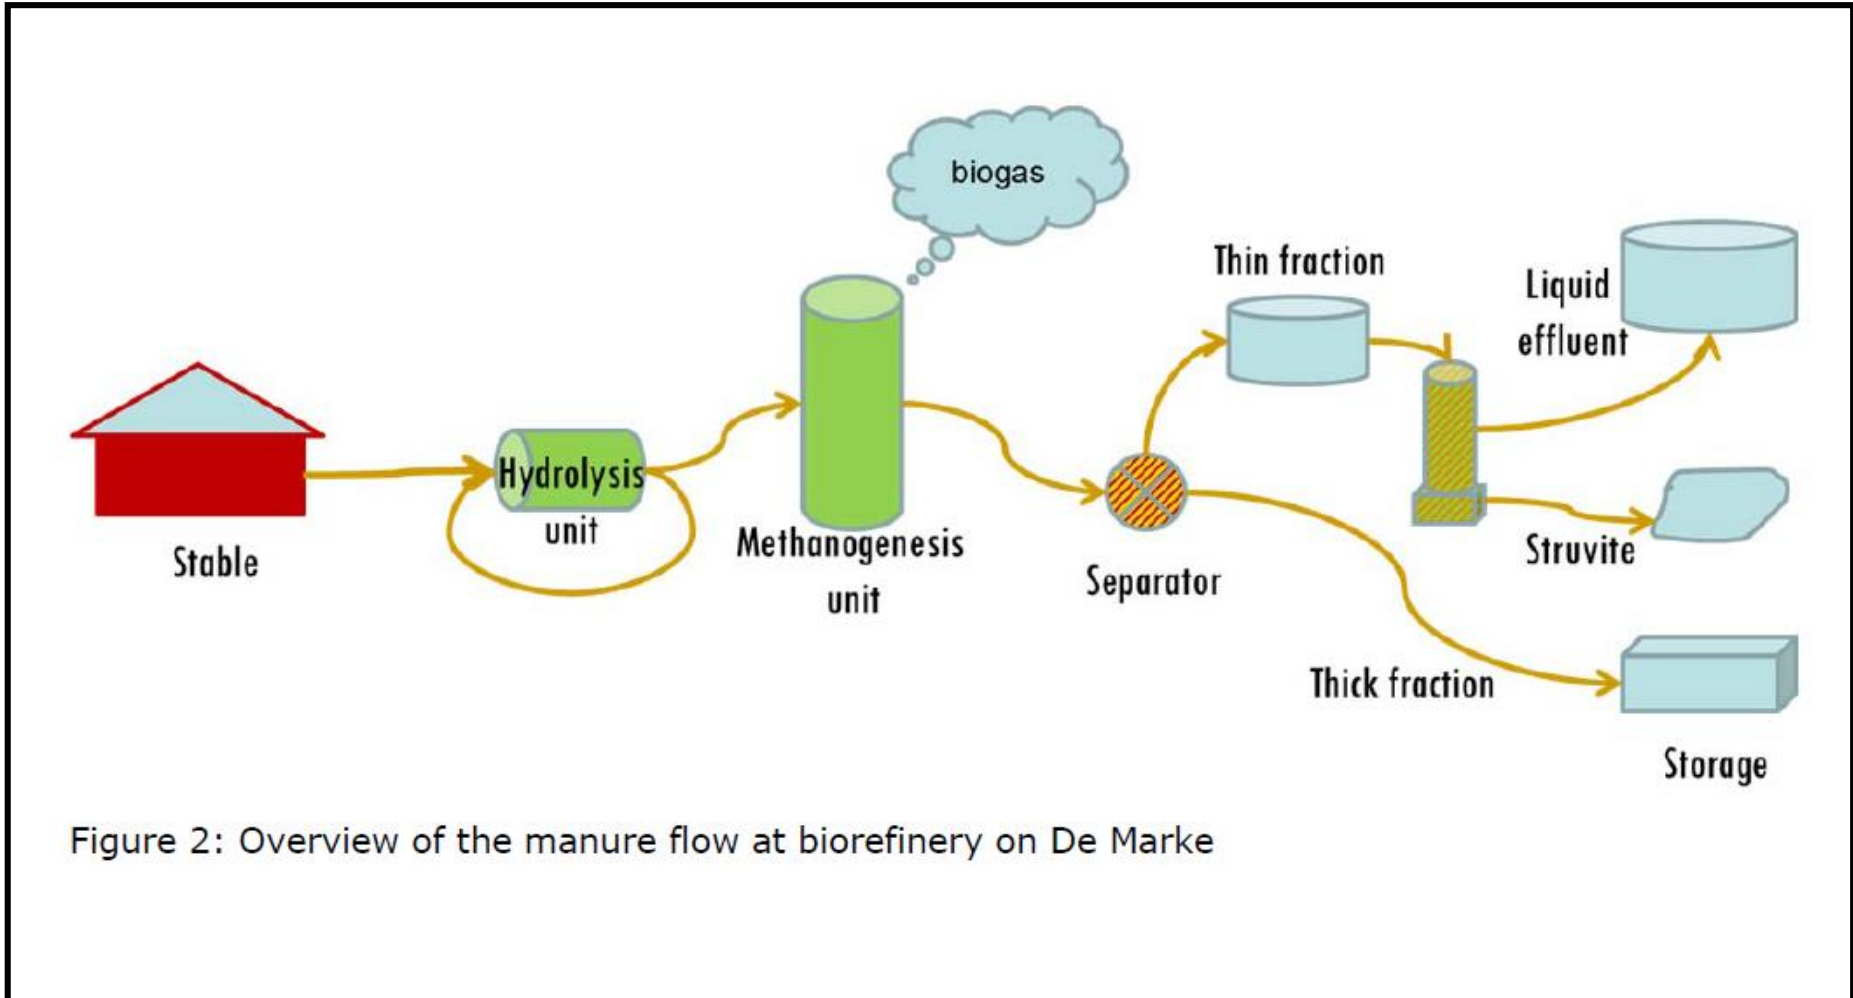 biogas
Thin fraction
Liquid
effluent
Hydrolysis
unit
Stable
Methanogenesis
unit
Separator
Struvite
Thick fraction
Storage
Figure 2: Overview of the manure flow at biorefinery on De Marke